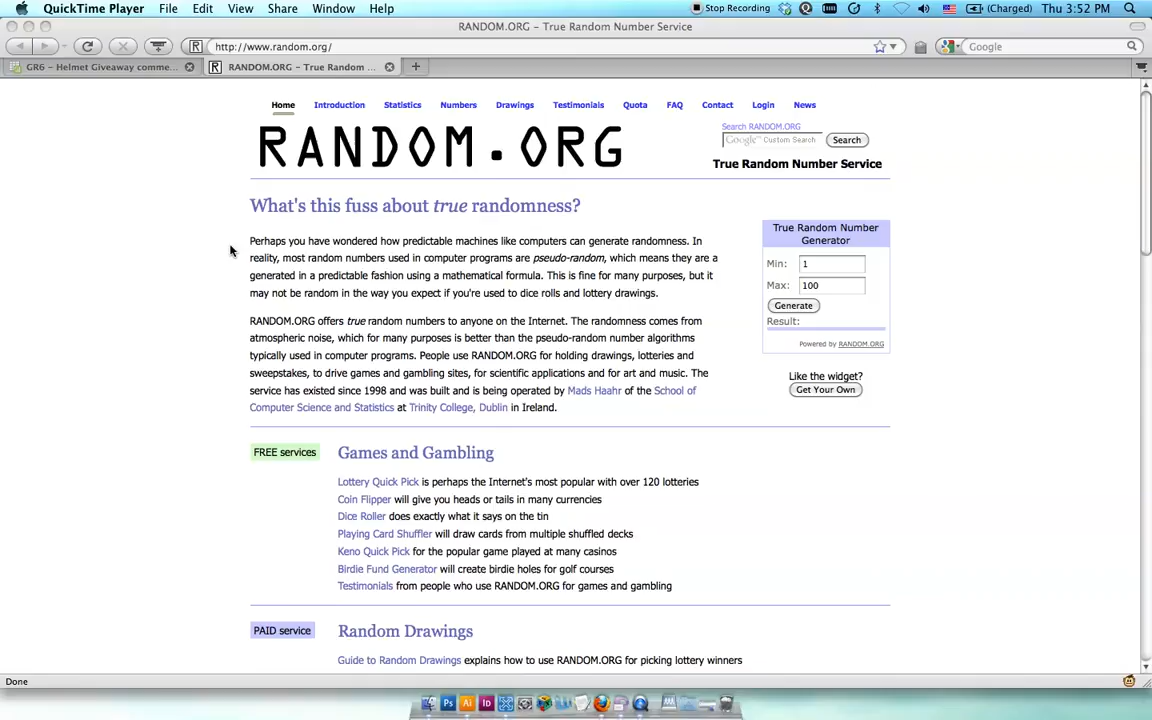 QuickTime Player File Edit View Share Window Help Stop Recording (Charged) Thu 3:52 PM
RANDOM.ORG – True Random Number Service
http://www.random.org/ Google
GR6 – Helmet Giveaway comme... RANDOM.ORG – True Random ...
Home Introduction Statistics Numbers Drawings Testimonials Quota FAQ Contact Login News
Search RANDOM.ORG
RANDOM.ORG
Google™ Custom Search Search
True Random Number Service
What's this fuss about true randomness?
Perhaps you have wondered how predictable machines like computers can generate randomness. In
reality, most random numbers used in computer programs are pseudo-random, which means they are a
generated in a predictable fashion using a mathematical formula. This is fine for many purposes, but it
may not be random in the way you expect if you're used to dice rolls and lottery drawings.
RANDOM.ORG offers true random numbers to anyone on the Internet. The randomness comes from
atmospheric noise, which for many purposes is better than the pseudo-random number algorithms
typically used in computer programs. People use RANDOM.ORG for holding drawings, lotteries and
sweepstakes, to drive games and gambling sites, for scientific applications and for art and music. The
service has existed since 1998 and was built and is being operated by Mads Haahr of the School of
Computer Science and Statistics at Trinity College, Dublin in Ireland.
True Random Number
Generator
Min: 1
Max: 100
Generate
Result:
Powered by RANDOM.ORG
Like the widget?
Get Your Own
FREE services
Games and Gambling
Lottery Quick Pick is perhaps the Internet's most popular with over 120 lotteries
Coin Flipper will give you heads or tails in many currencies
Dice Roller does exactly what it says on the tin
Playing Card Shuffler will draw cards from multiple shuffled decks
Keno Quick Pick for the popular game played at many casinos
Birdie Fund Generator will create birdie holes for golf courses
Testimonials from people who use RANDOM.ORG for games and gambling
PAID service
Random Drawings
Guide to Random Drawings explains how to use RANDOM.ORG for picking lottery winners
Done
Ps Ai Id